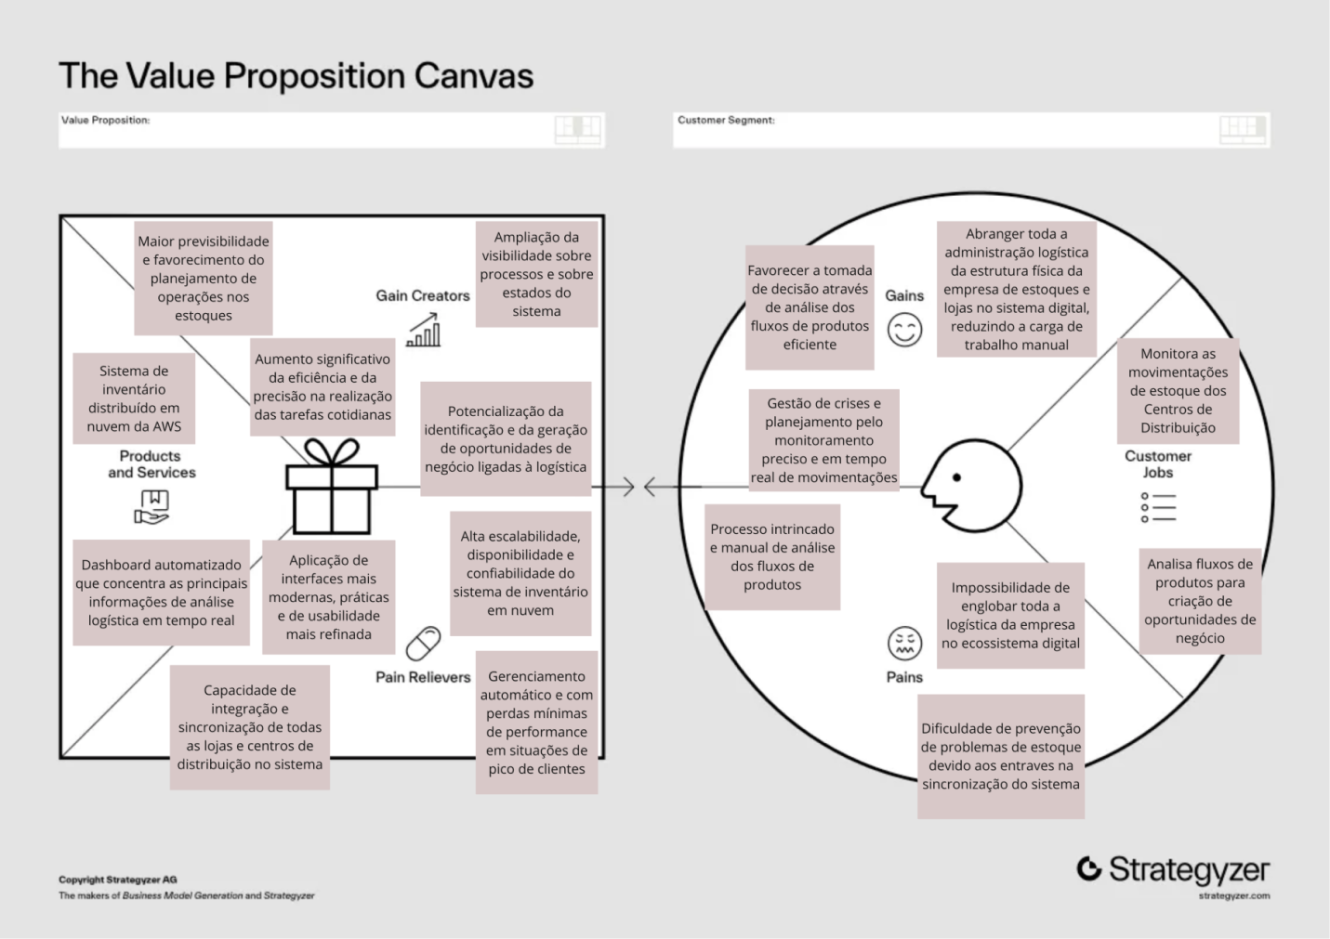 The Value Proposition Canvas
Value Proposition:
Customer Segment:
Maior previsibilidade
e favorecimento do
planejamento de
operações nos
estoques
Ampliação da
visibilidade sobre
processos e sobre
estados do
sistema
Gain Creators
Aumento significativo
da eficiência e da
precisão na realização
das tarefas cotidianas
Sistema de
inventário
distribuído em
nuvem da AWS
Potencialização da
identificação e da geração
de oportunidades de
negócio ligadas à logística
Products
and Services
Dashboard automatizado
que concentra as principais
informações de análise
logística em tempo real
Aplicação de
interfaces mais
modernas, práticas
e de usabilidade
mais refinada
Alta escalabilidade,
disponibilidade e
confiabilidade do
sistema de inventário
em nuvem
Pain Relievers
Capacidade de
integração e
sincronização de todas
as lojas e centros de
distribuição no sistema
Gerenciamento
automático e com
perdas mínimas
de performance
em situações de
pico de clientes
Favorecer a tomada
de decisão através
de análise dos
fluxos de produtos
eficiente
Gains
Abranger toda a
administração logística
da estrutura física da
empresa de estoques e
lojas no sistema digital,
reduzindo a carga de
trabalho manual
Gestão de crises e
planejamento pelo
monitoramento
preciso e em tempo
real de movimentações
Monitora as
movimentações
de estoque dos
Centros de
Distribuição
Customer
Jobs
Processo intrincado
e manual de análise
dos fluxos de
produtos
Impossibilidade de
englobar toda a
logística da empresa
no ecossistema digital
Analisa fluxos de
produtos para
criação de
oportunidades de
negócio
Pains
Dificuldade de prevenção
de problemas de estoque
devido aos entraves na
sincronização do sistema
Copyright Strategyzer AG
The makers of Business Model Generation and Strategyzer
Strategyzer
strategyzer.com